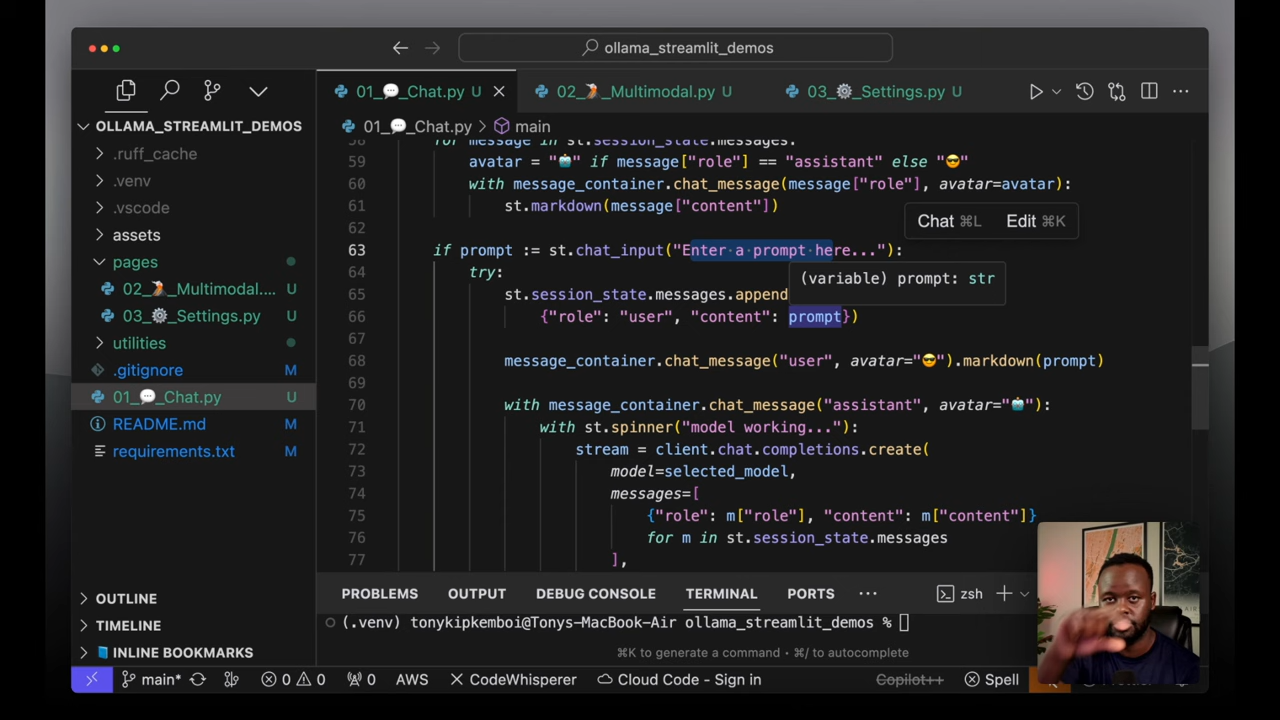 ollama_streamlit_demos
OLLAMA_STREAMLIT_DEMOS
.ruff_cache
.venv
.vscode
assets
pages
02_🏞️_Multimodal.... U
03_⚙️_Settings.py U
utilities
.gitignore M
01_💬_Chat.py U
README.md M
requirements.txt M
OUTLINE
TIMELINE
INLINE BOOKMARKS
01_💬_Chat.py U
02_🏞️_Multimodal.py U
03_⚙️_Settings.py U
01_💬_Chat.py > main
58 for message in st.session_state.messages:
59 avatar = "🤖" if message["role"] == "assistant" else "😎"
60 with message_container.chat_message(message["role"], avatar=avatar):
61 st.markdown(message["content"])
62
Chat ⌘L Edit ⌘K
63 if prompt := st.chat_input("Enter a prompt here..."):
(variable) prompt: str
64 try:
65 st.session_state.messages.append
66 {"role": "user", "content": prompt})
67
68 message_container.chat_message("user", avatar="😎").markdown(prompt)
69
70 with message_container.chat_message("assistant", avatar="🤖"):
71 with st.spinner("model working..."):
72 stream = client.chat.completions.create(
73 model=selected_model,
74 messages=[
75 {"role": m["role"], "content": m["content"]}
76 for m in st.session_state.messages
77 ],
PROBLEMS OUTPUT DEBUG CONSOLE TERMINAL PORTS ··· zsh
(.venv) tonykipkemboi@Tonys-MacBook-Air ollama_streamlit_demos %
⌘K to generate a command · ⌘/ to autocomplete
main* 0 0 0 AWS CodeWhisperer Cloud Code - Sign in Copilot++ Spell